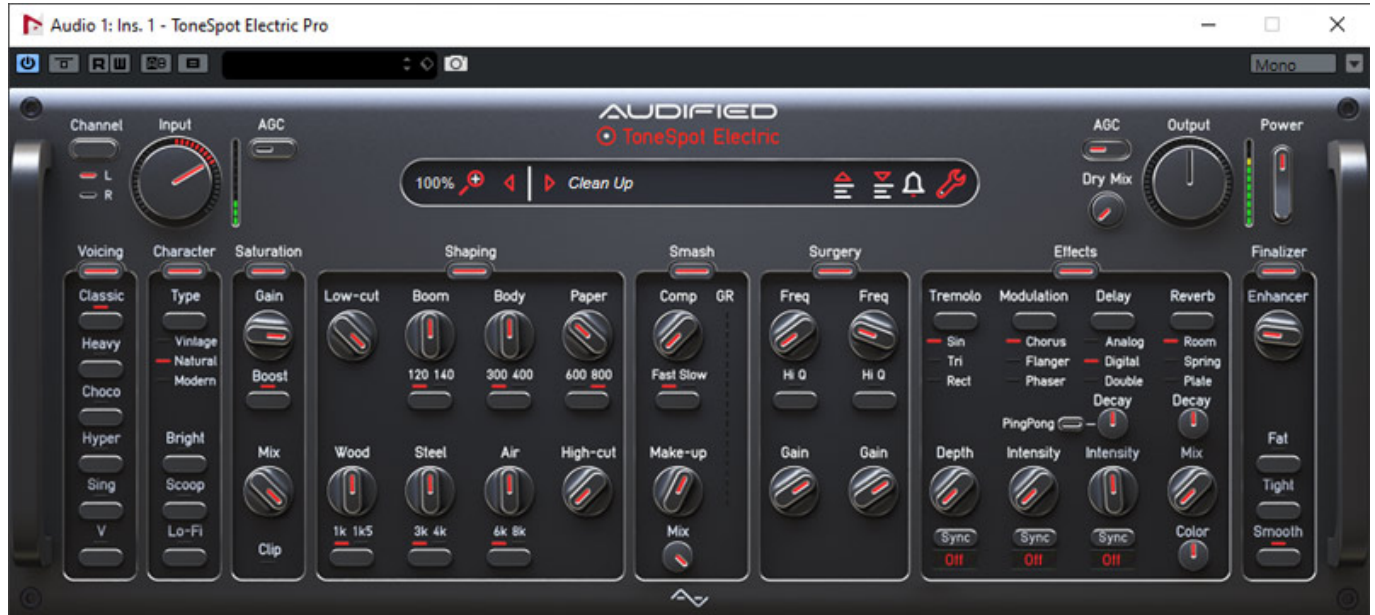 Audio 1: Ins. 1 - ToneSpot Electric Pro
R W Mono
AUDIFIED
ToneSpot Electric
Channel Input AGC AGC Output Power
L
R
100% Clean Up
Dry Mix
Voicing Character Saturation Shaping Smash Surgery Effects Finalizer
Classic Type Gain Low-cut Boom Body Paper Comp GR Freq Freq Tremolo Modulation Delay Reverb Enhancer
Heavy Vintage Sin Chorus Analog Room
Natural Tri Flanger Digital Spring
Modern Boost 120 140 300 400 600 800 Fast Slow Hi Q Hi Q Rect Phaser Double Plate
Choco Decay Decay
PingPong
Hyper Bright Fat
Mix Wood Steel Air High-cut Make-up Gain Gain Depth Intensity Intensity Mix
Sing Scoop Tight
V Lo-Fi 1k 1k5 3k 4k 6k 8k Mix Sync Sync Sync Color Smooth
Clip Off Off Off